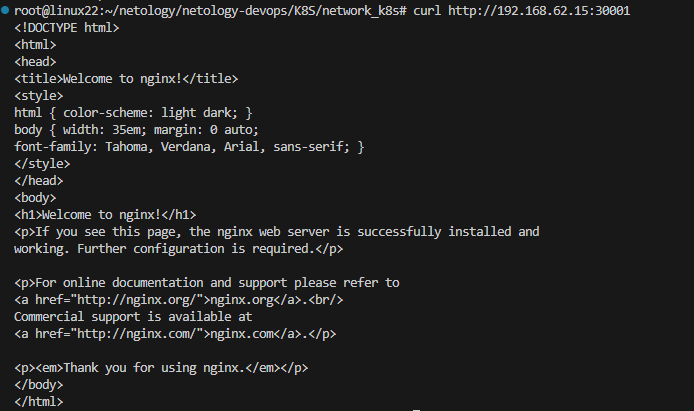 root@linux22:~/netology/netology-devops/K8S/network_k8s# curl http://192.168.62.15:30001
<!DOCTYPE html>
<html>
<head>
<title>Welcome to nginx!</title>
<style>
html { color-scheme: light dark; }
body { width: 35em; margin: 0 auto;
font-family: Tahoma, Verdana, Arial, sans-serif; }
</style>
</head>
<body>
<h1>Welcome to nginx!</h1>
<p>If you see this page, the nginx web server is successfully installed and
working. Further configuration is required.</p>

<p>For online documentation and support please refer to
<a href="http://nginx.org/">nginx.org</a>.<br/>
Commercial support is available at
<a href="http://nginx.com/">nginx.com</a>.</p>

<p><em>Thank you for using nginx.</em></p>
</body>
</html>